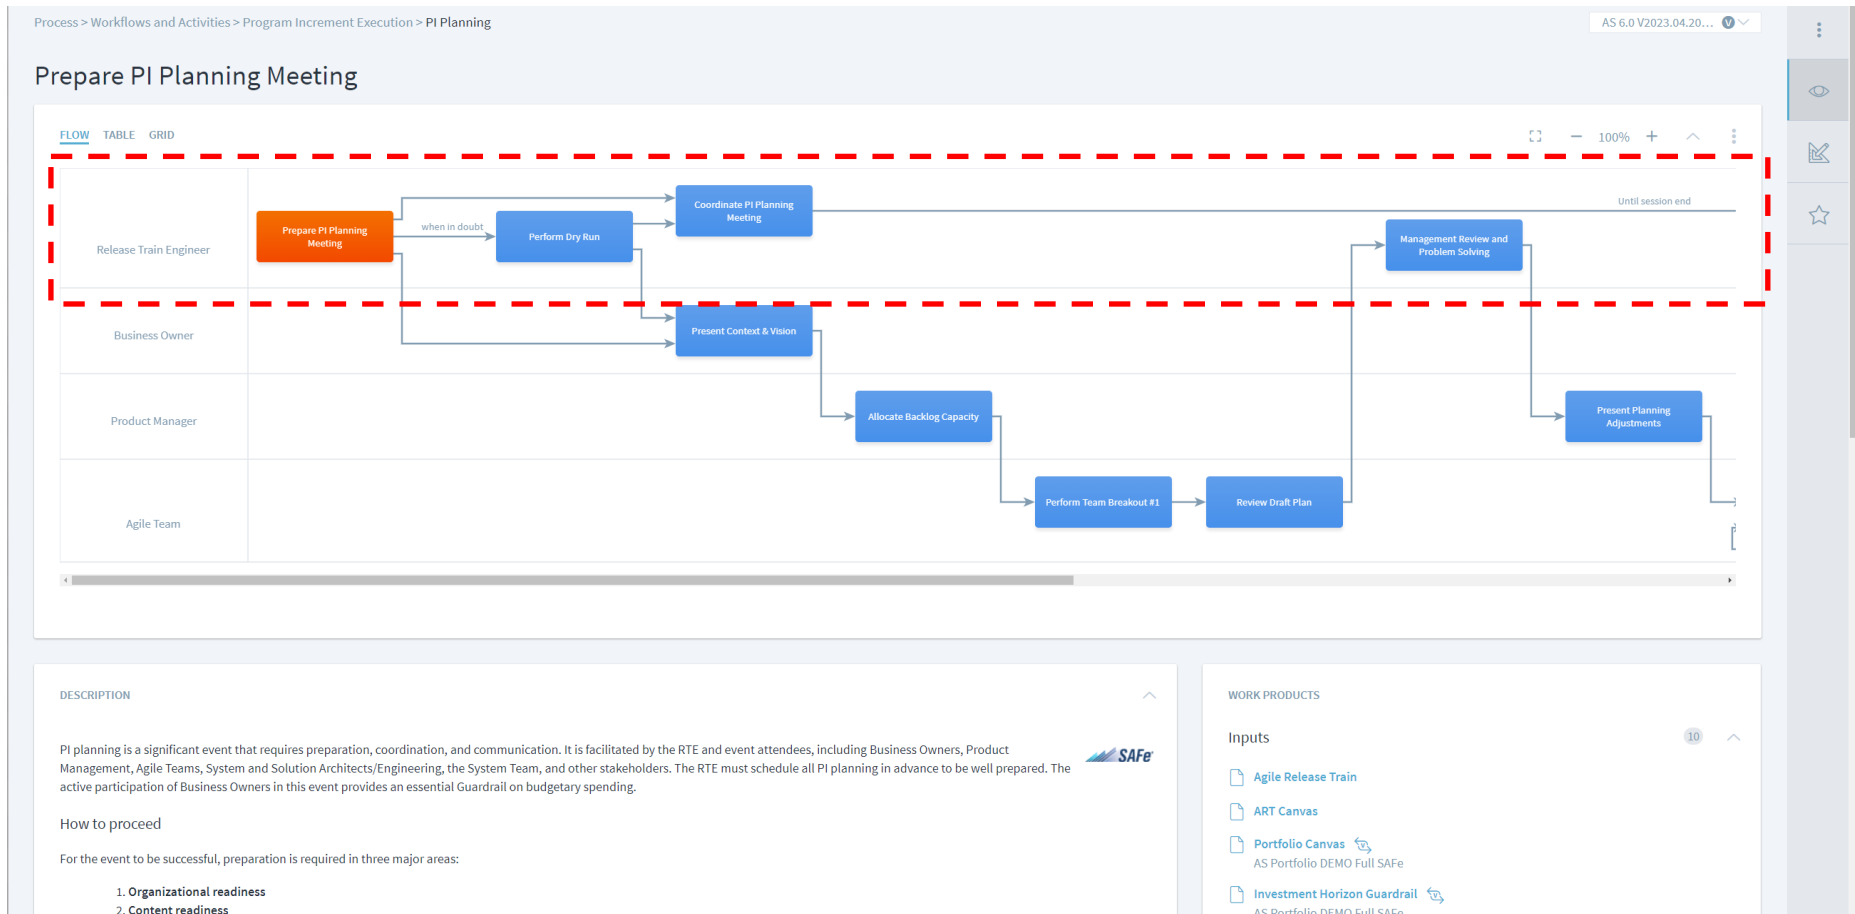 Process > Workflows and Activities > Program Increment Execution > PI Planning
AS 6.0 V2023.04.20... V
Prepare PI Planning Meeting
FLOW TABLE GRID
100%
Release Train Engineer
Prepare PI Planning
Meeting
when in doubt
Perform Dry Run
Coordinate PI Planning
Meeting
Until session end
Management Review and
Problem Solving
Business Owner
Present Context & Vision
Product Manager
Allocate Backlog Capacity
Present Planning
Adjustments
Agile Team
Perform Team Breakout #1
Review Draft Plan
DESCRIPTION
PI planning is a significant event that requires preparation, coordination, and communication. It is facilitated by the RTE and event attendees, including Business Owners, Product
Management, Agile Teams, System and Solution Architects/Engineering, the System Team, and other stakeholders. The RTE must schedule all PI planning in advance to be well prepared. The
active participation of Business Owners in this event provides an essential Guardrail on budgetary spending.
SAFe
How to proceed
For the event to be successful, preparation is required in three major areas:
1. Organizational readiness
2. Content readiness
WORK PRODUCTS
Inputs
10
Agile Release Train
ART Canvas
Portfolio Canvas
AS Portfolio DEMO Full SAFe
Investment Horizon Guardrail
AS Portfolio DEMO Full SAFe